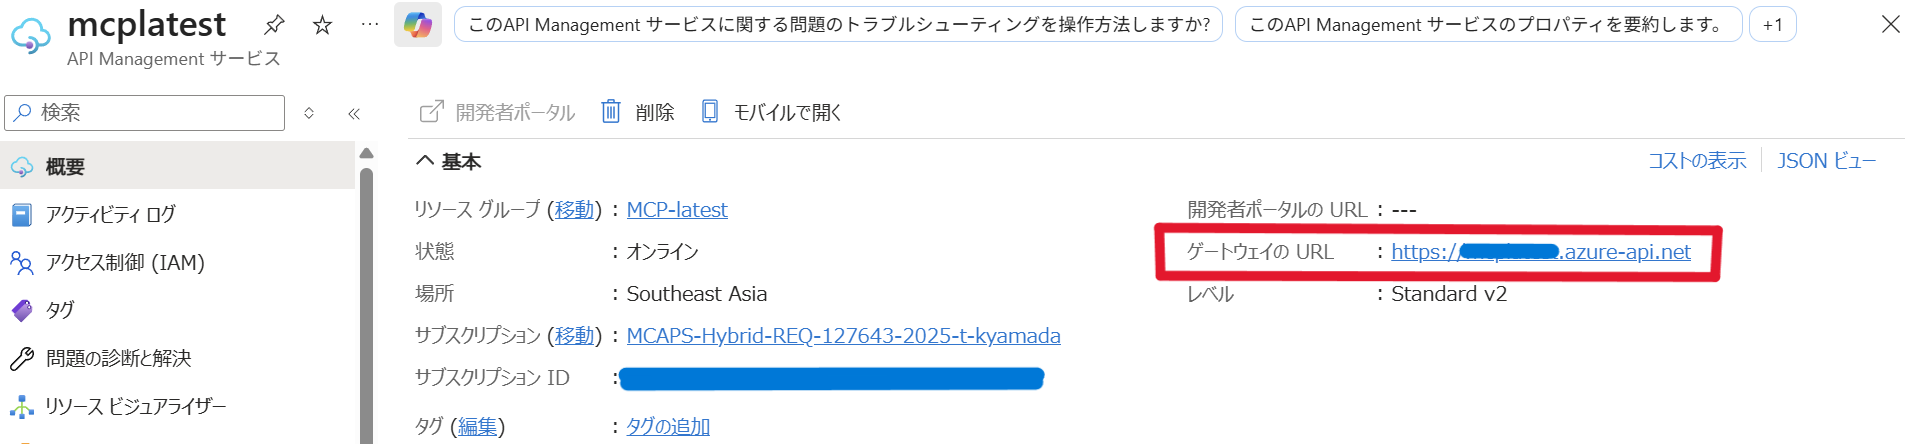 mcplatest
API Management サービス
このAPI Management サービスに関する問題のトラブルシューティングを操作方法しますか?
このAPI Management サービスのプロパティを要約します。
+1
検索
概要
アクティビティ ログ
アクセス制御 (IAM)
タグ
問題の診断と解決
リソース ビジュアライザー
開発者ポータル
削除
モバイルで開く
基本
コストの表示
JSON ビュー
リソース グループ (移動) : MCP-latest
状態 : オンライン
場所 : Southeast Asia
サブスクリプション (移動) : MCAPS-Hybrid-REQ-127643-2025-t-kyamada
サブスクリプション ID :
タグ (編集) : タグの追加
開発者ポータルの URL : ---
ゲートウェイの URL : https:// .azure-api.net
レベル : Standard v2